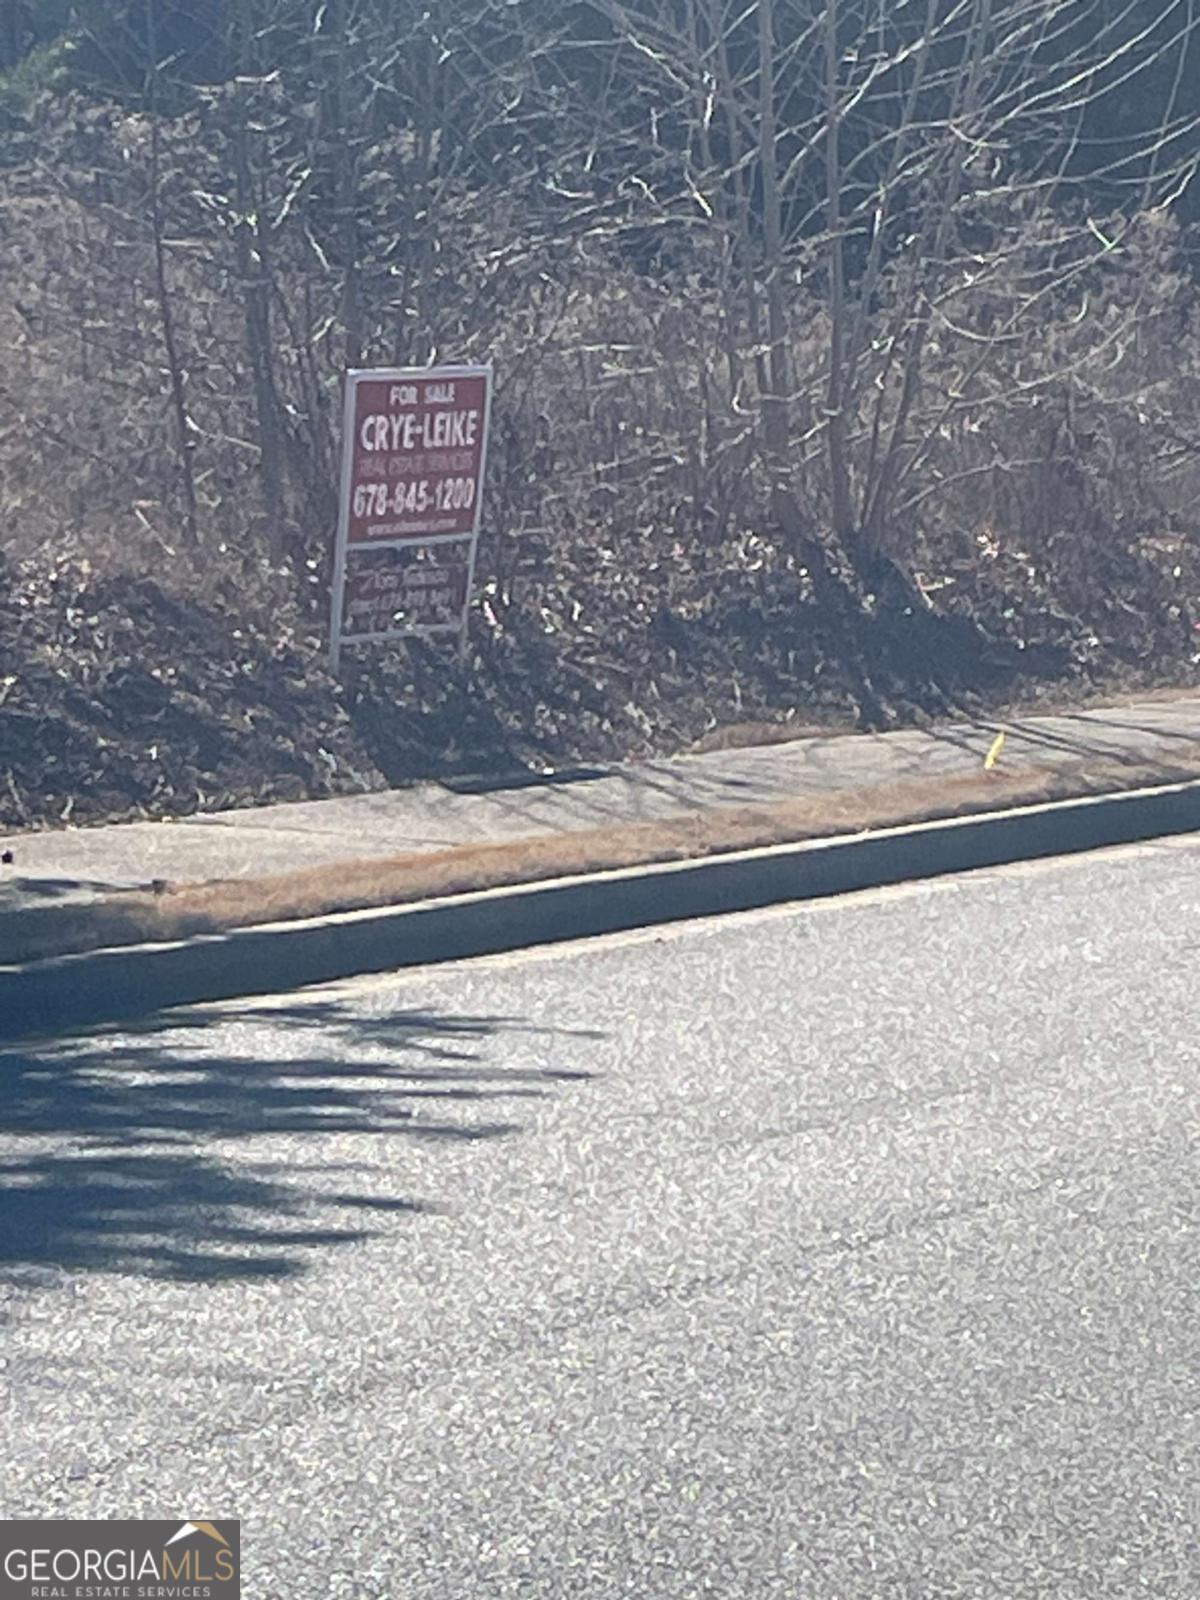 FOR SALE
CRYE-LEIKE
REAL ESTATE SERVICES
678-845-1200
GEORGIAMLS
REAL ESTATE SERVICES